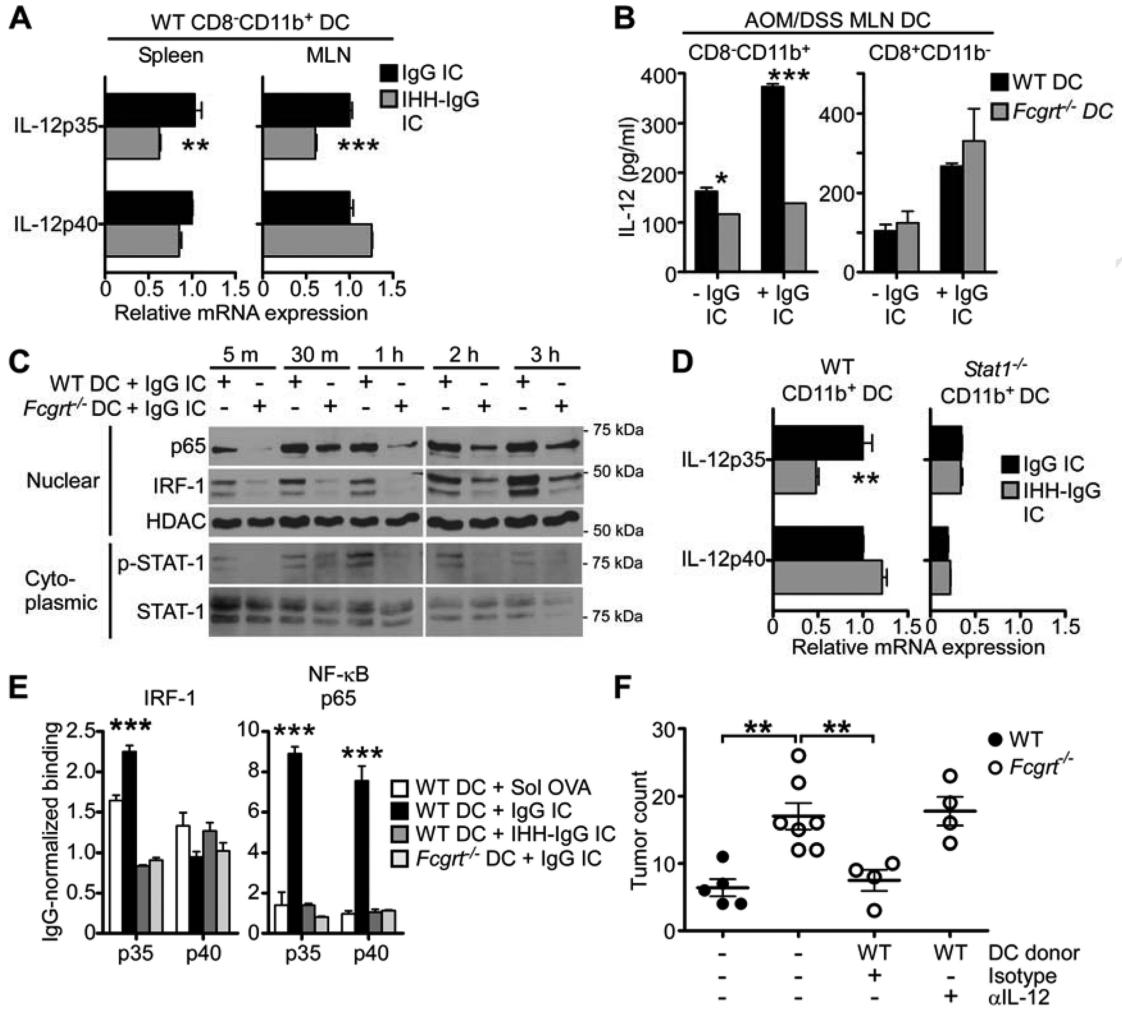 A
WT CD8-CD11b+ DC
Spleen
MLN
IgG IC
IHH-IgG
IC
IL-12p35
**
***
IL-12p40
0 0.5 1.0 1.5
0 0.5 1.0 1.5
Relative mRNA expression
B
AOM/DSS MLN DC
CD8-CD11b+
CD8+CD11b-
WT DC
Fcgrt-/- DC
IL-12 (pg/ml)
400
300
200
100
0
*
***
400
200
0
- IgG
IC
+ IgG
IC
- IgG
IC
+ IgG
IC
C
5 m 30 m 1 h 2 h 3 h
WT DC + IgG IC + - + - + - + - + -
Fcgrt-/- DC + IgG IC - + - + - + - + - +
Nuclear
p65
- 75 kDa
IRF-1
50 kDa
HDAC
- 50 kDa
Cyto-
plasmic
p-STAT-1
- 75 kDa
STAT-1
- 75 kDa
D
WT
CD11b+ DC
Stat1-/-
CD11b+ DC
IL-12p35
**
IgG IC
IHH-IgG
IC
IL-12p40
0 0.5 1.0 1.5
0 0.5 1.0 1.5
Relative mRNA expression
E
IRF-1
NF-κB
p65
IgG-normalized binding
2.5
2.0
1.5
1.0
0.5
0.0
***
10
8
6
4
2
0
***
***
p35 p40
p35 p40
WT DC + Sol OVA
WT DC + IgG IC
WT DC + IHH-IgG IC
Fcgrt-/- DC + IgG IC
F
Tumor count
30
20
10
0
**
**
WT
Fcgrt-/-
- - WT WT DC donor
- - + - Isotype
- - - + αIL-12